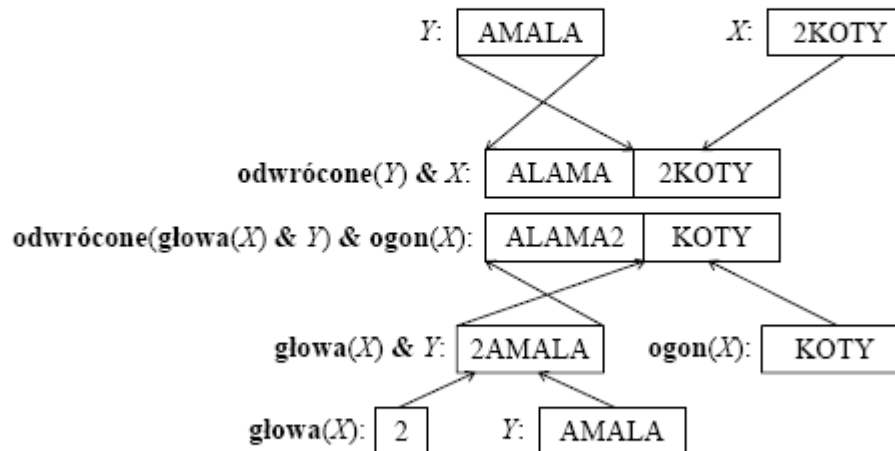 Y: AMALA X: 2KOTY
odwrócone(Y) & X: ALAMA 2KOTY
odwrócone(głowa(X) & Y) & ogon(X): ALAMA2 KOTY
głowa(X) & Y: 2AMALA ogon(X): KOTY
głowa(X): 2 Y: AMALA